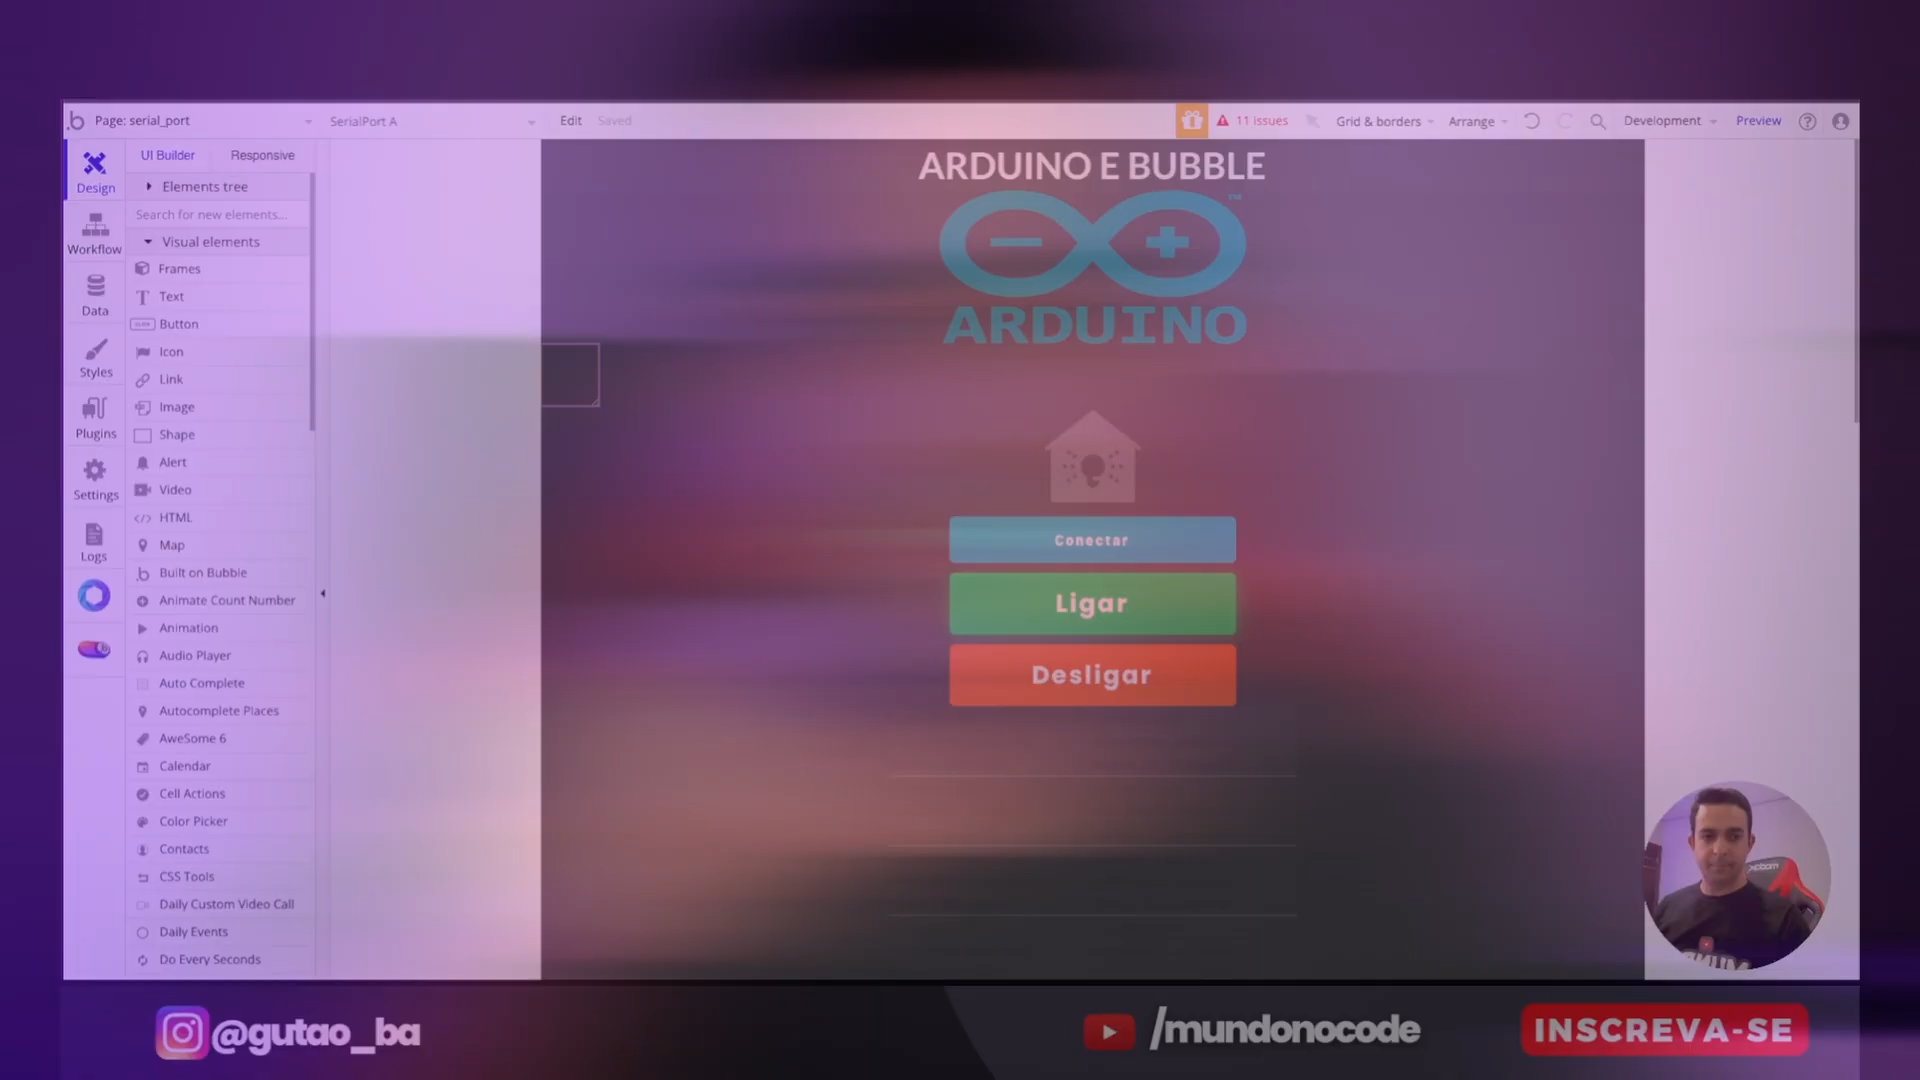 Page: serial_port
SerialPort A
Edit
Saved
11 issues
Grid & borders
Arrange
Development
Preview
Design
Workflow
Data
Styles
Plugins
Settings
Logs
UI Builder
Responsive
Elements tree
Search for new elements...
Visual elements
Frames
Text
Button
Icon
Link
Image
Shape
Alert
Video
HTML
Map
Built on Bubble
Animate Count Number
Animation
Audio Player
Auto Complete
Autocomplete Places
AweSome 6
Calendar
Cell Actions
Color Picker
Contacts
CSS Tools
Daily Custom Video Call
Daily Events
Do Every Seconds
ARDUINO E BUBBLE
ARDUINO
TM
Conectar
Ligar
Desligar
@gutao_ba
/mundonocode
INSCREVA-SE